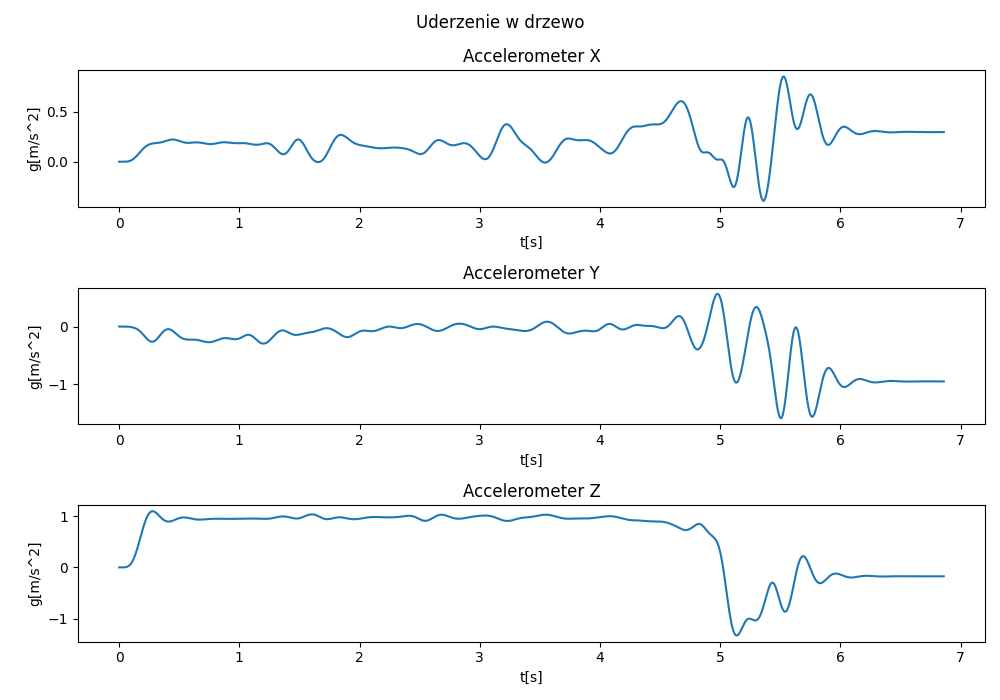 Uderzenie w drzewo
Accelerometer X
g[m/s^2]
0.5
0.0
0 1 2 3 4 5 6 7
t[s]
Accelerometer Y
g[m/s^2]
0
−1
0 1 2 3 4 5 6 7
t[s]
Accelerometer Z
g[m/s^2]
1
0
−1
0 1 2 3 4 5 6 7
t[s]